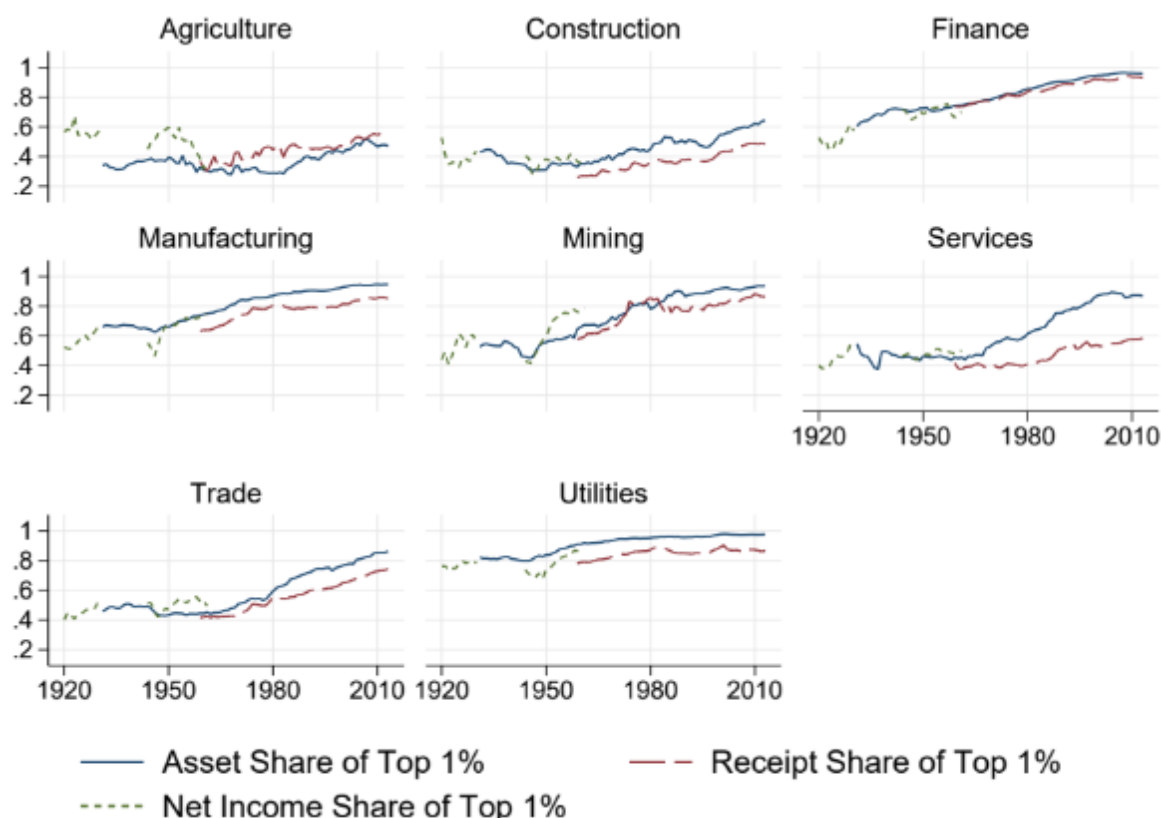 Agriculture Construction Finance
1
.8
.6
.4
.2
Manufacturing Mining Services
1
.8
.6
.4
.2
1920 1950 1980 2010
Trade Utilities
1
.8
.6
.4
.2
1920 1950 1980 2010 1920 1950 1980 2010
Asset Share of Top 1% Receipt Share of Top 1%
Net Income Share of Top 1%